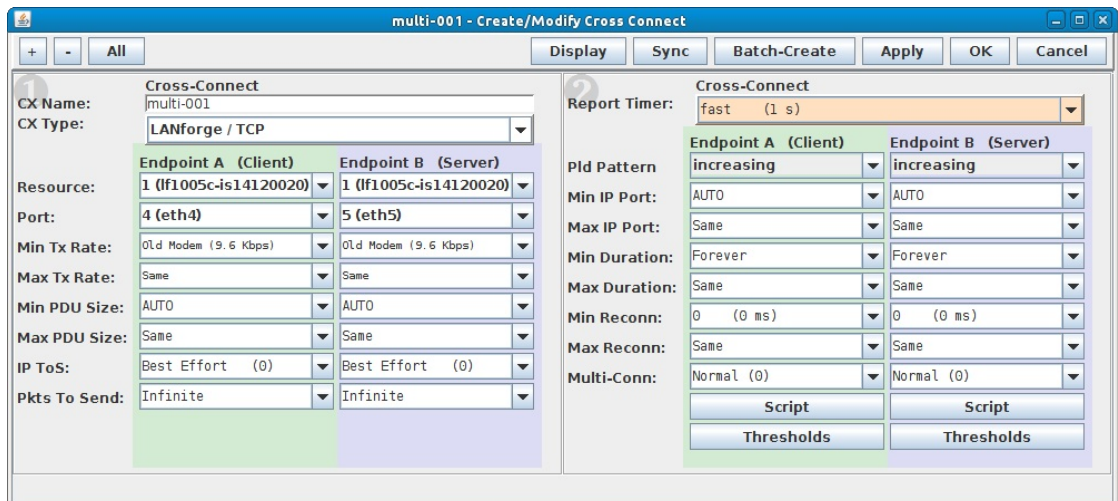 multi-001 - Create/Modify Cross Connect
+ - All Display Sync Batch-Create Apply OK Cancel
1
Cross-Connect
CX Name: multi-001
CX Type: LANforge / TCP
Endpoint A (Client) Endpoint B (Server)
Resource: 1 (lf1005c-is14120020) 1 (lf1005c-is14120020)
Port: 4 (eth4) 5 (eth5)
Min Tx Rate: Old Modem (9.6 Kbps) Old Modem (9.6 Kbps)
Max Tx Rate: Same Same
Min PDU Size: AUTO AUTO
Max PDU Size: Same Same
IP ToS: Best Effort (0) Best Effort (0)
Pkts To Send: Infinite Infinite
2
Cross-Connect
Report Timer: fast (1 s)
Endpoint A (Client) Endpoint B (Server)
Pld Pattern increasing increasing
Min IP Port: AUTO AUTO
Max IP Port: Same Same
Min Duration: Forever Forever
Max Duration: Same Same
Min Reconn: 0 (0 ms) 0 (0 ms)
Max Reconn: Same Same
Multi-Conn: Normal (0) Normal (0)
Script Script
Thresholds Thresholds